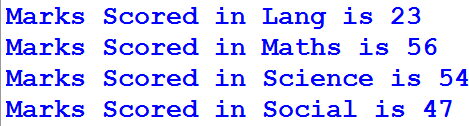 Marks Scored in Lang is 23
Marks Scored in Maths is 56
Marks Scored in Science is 54
Marks Scored in Social is 47